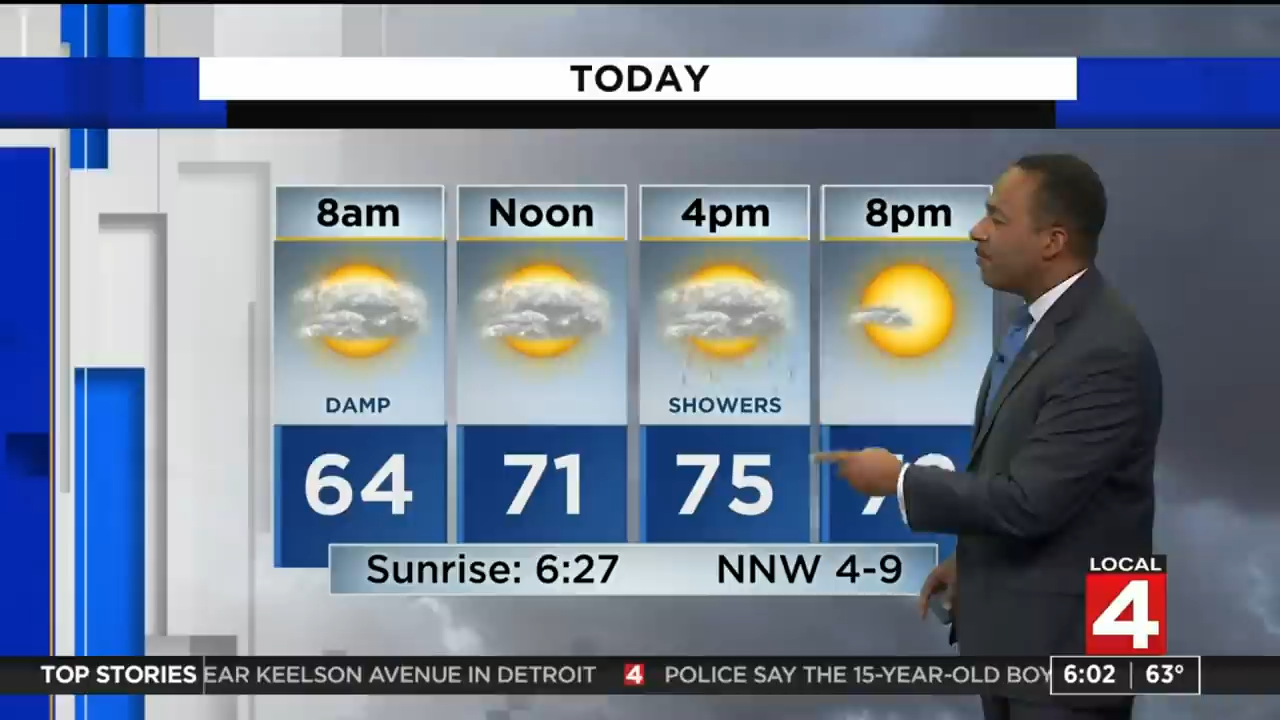 TODAY
8am
Noon
4pm
8pm
DAMP
SHOWERS
64
71
75
Sunrise: 6:27
NNW 4-9
LOCAL
4
TOP STORIES
EAR KEELSON AVENUE IN DETROIT
4
POLICE SAY THE 15-YEAR-OLD BOY
6:02
63°